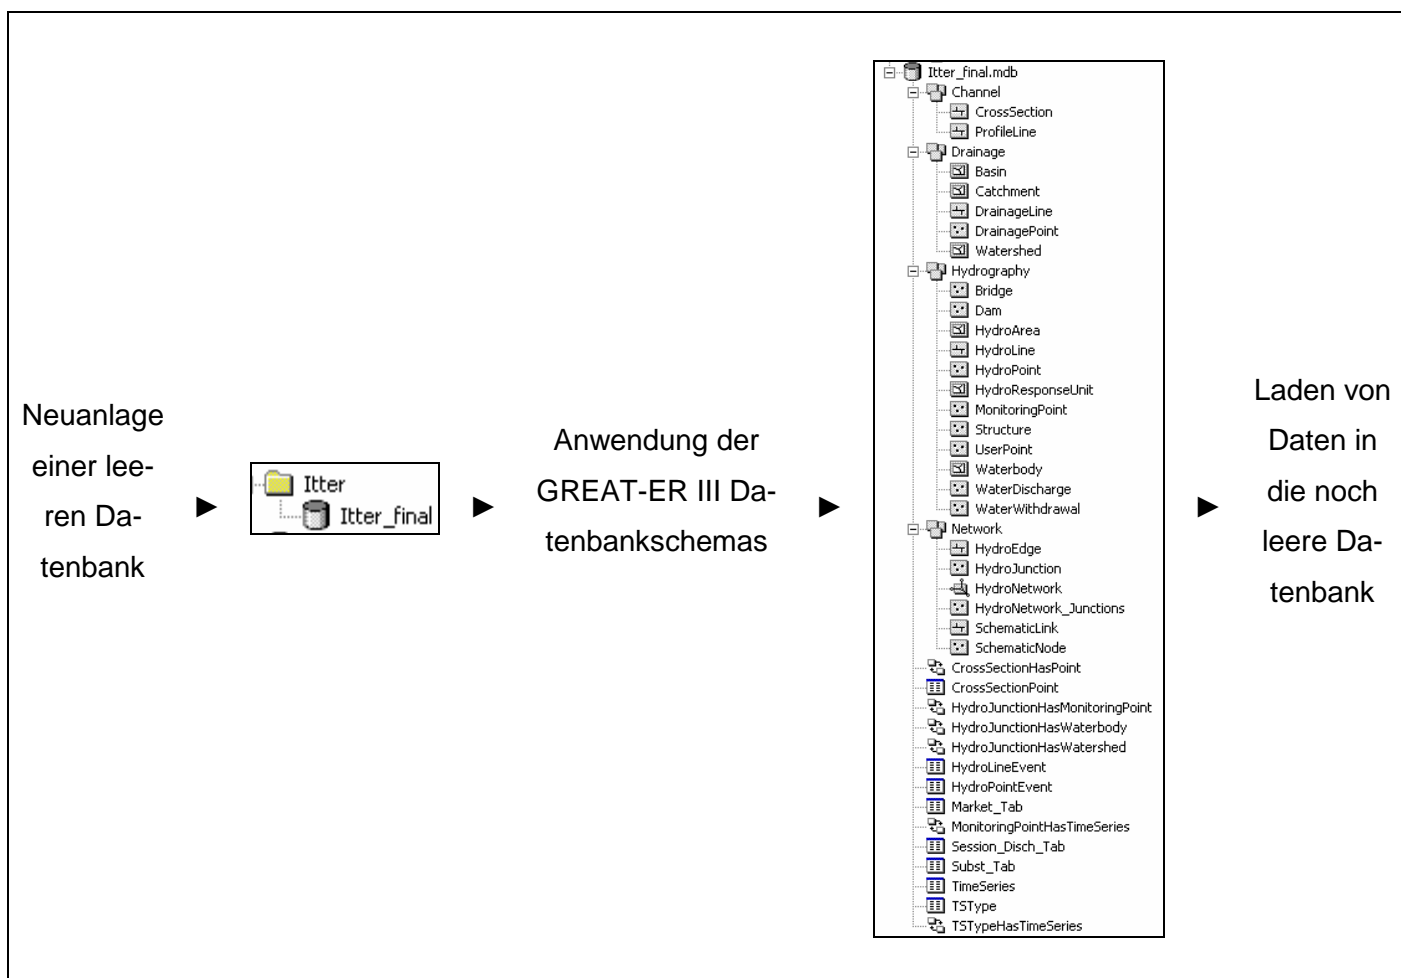 Neuanlage
einer lee-
ren Da-
tenbank
►
Itter
Itter_final
►
Anwendung der
GREAT-ER III Da-
tenbankschemas
►
Itter_final.mdb
Channel
CrossSection
ProfileLine
Drainage
Basin
Catchment
DrainageLine
DrainagePoint
Watershed
Hydrography
Bridge
Dam
HydroArea
HydroLine
HydroPoint
HydroResponseUnit
MonitoringPoint
Structure
UserPoint
Waterbody
WaterDischarge
WaterWithdrawal
Network
HydroEdge
HydroJunction
HydroNetwork
HydroNetwork_Junctions
SchematicLink
SchematicNode
CrossSectionHasPoint
CrossSectionPoint
HydroJunctionHasMonitoringPoint
HydroJunctionHasWaterbody
HydroJunctionHasWatershed
HydroLineEvent
HydroPointEvent
Market_Tab
MonitoringPointHasTimeSeries
Session_Disch_Tab
Subst_Tab
TimeSeries
TSType
TSTypeHasTimeSeries
►
Laden von
Daten in
die noch
leere Da-
tenbank